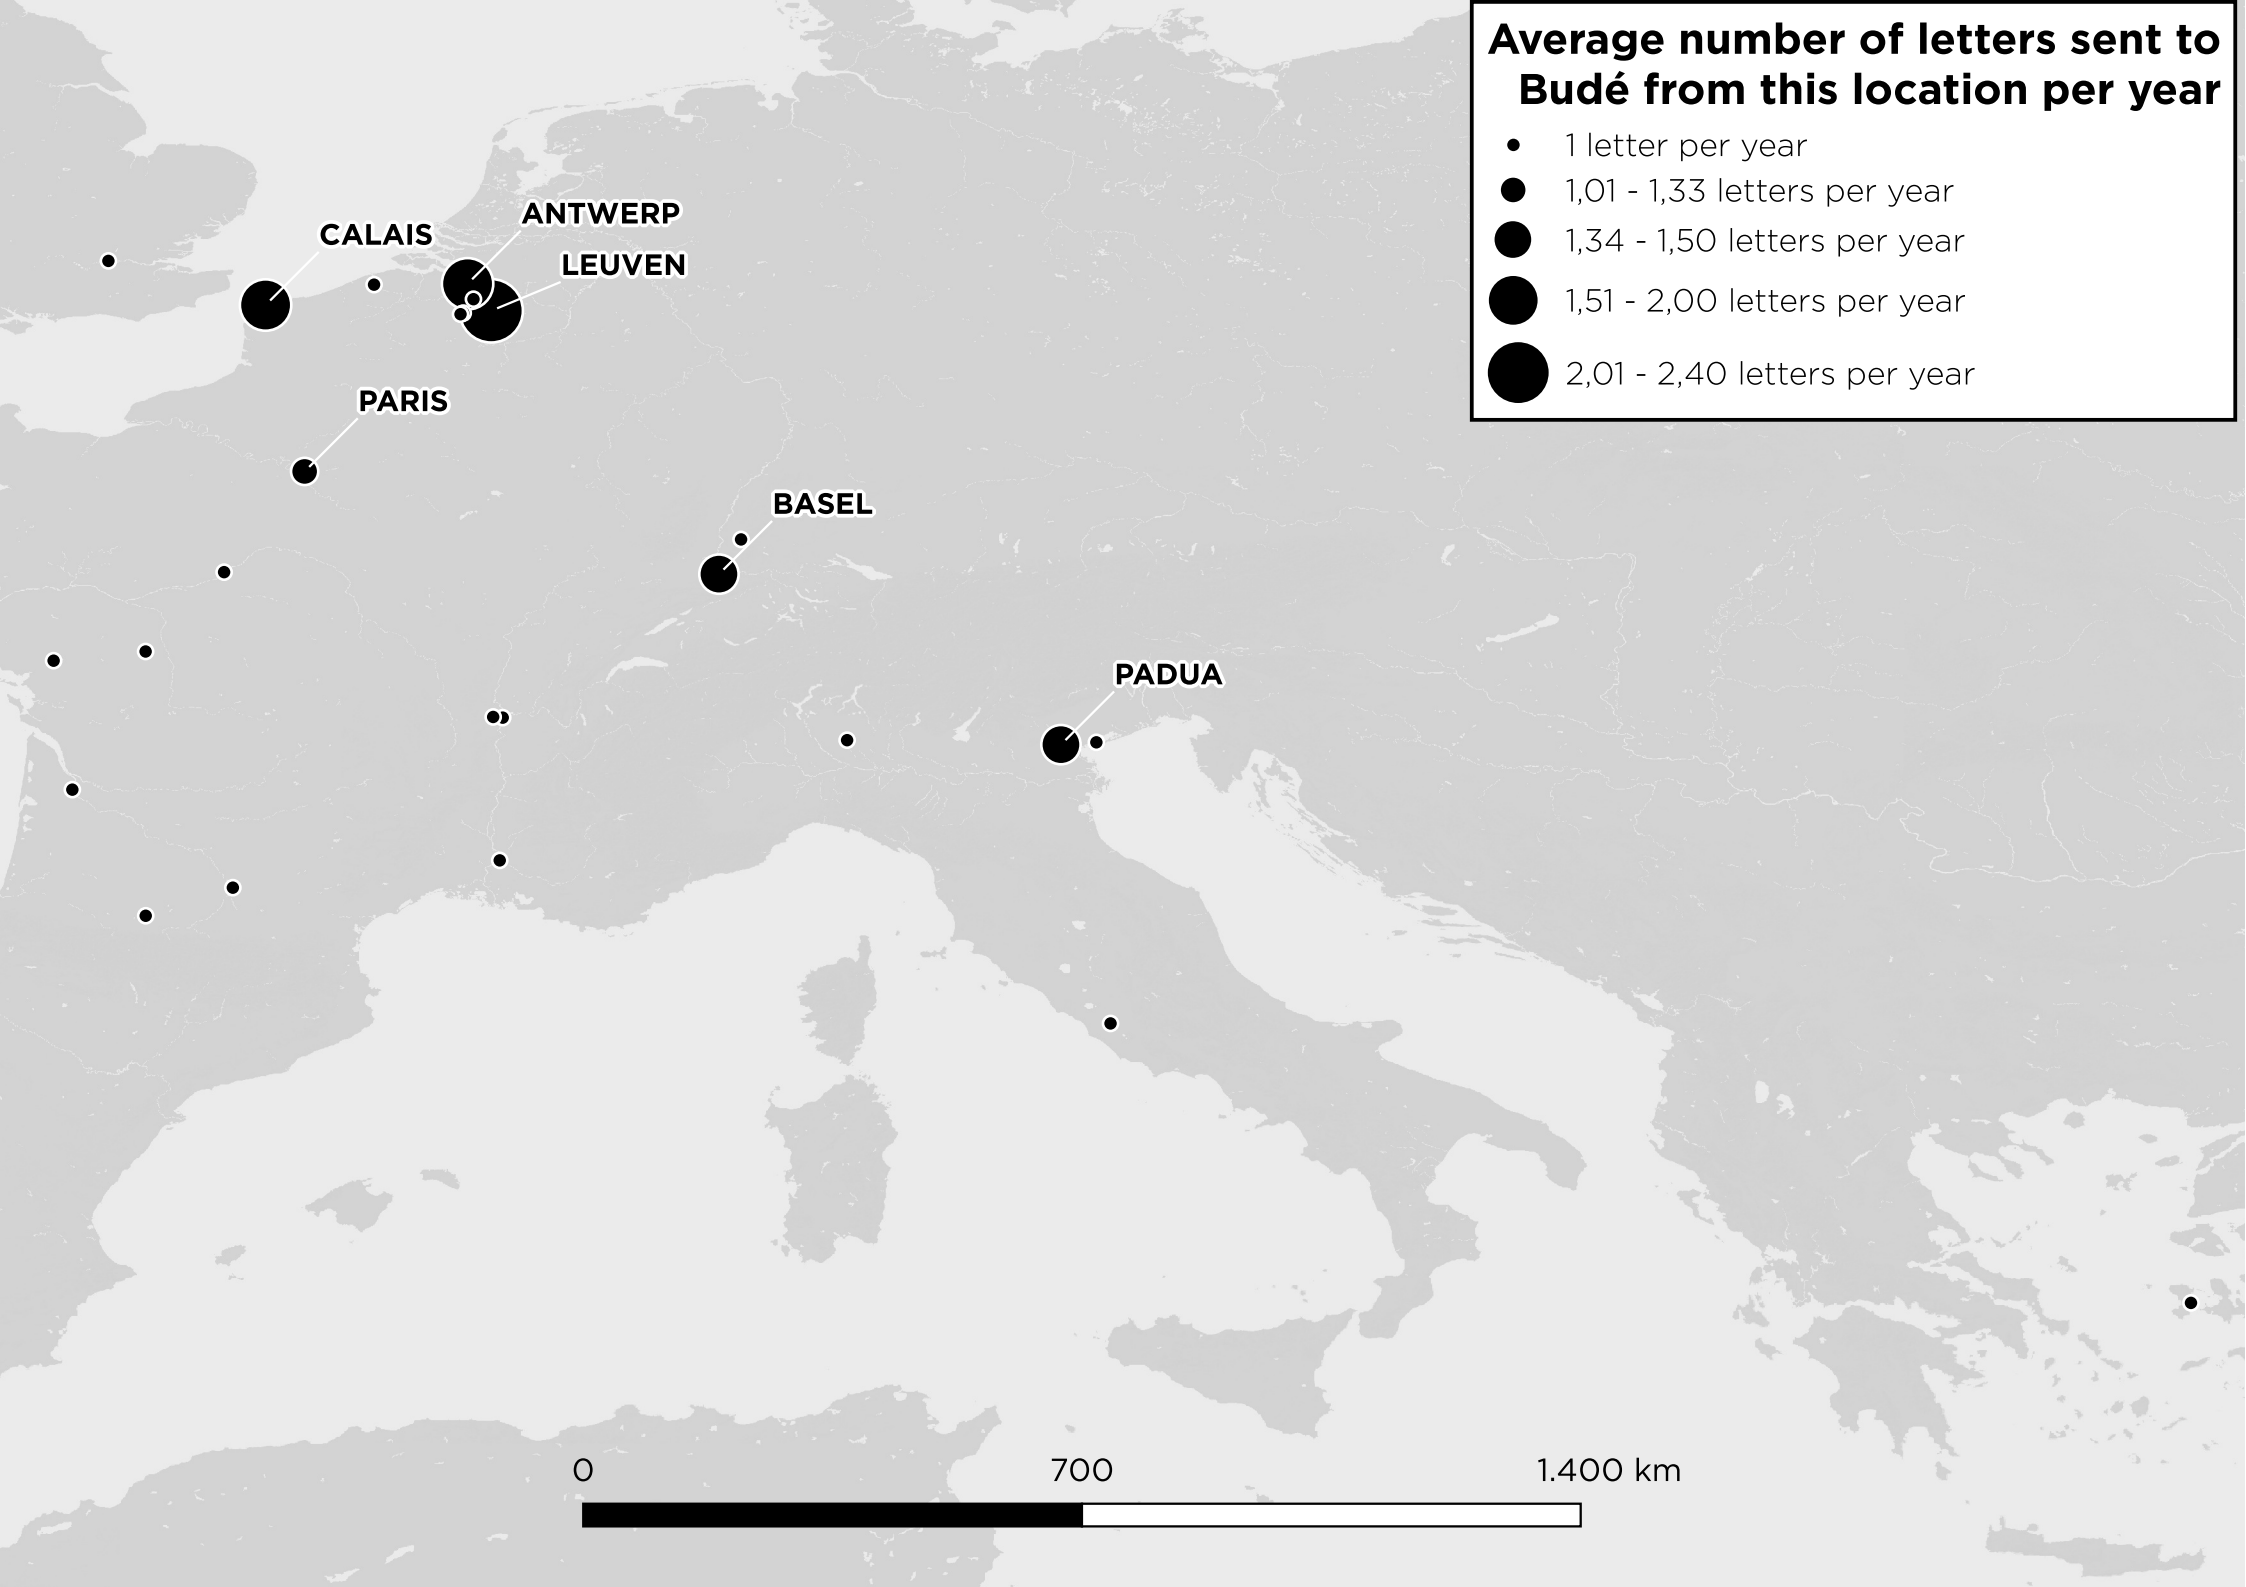 Average number of letters sent to
Budé from this location per year
1 letter per year
1,01 - 1,33 letters per year
1,34 - 1,50 letters per year
1,51 - 2,00 letters per year
2,01 - 2,40 letters per year
ANTWERP
CALAIS
LEUVEN
PARIS
BASEL
PADUA
0 700 1.400 km